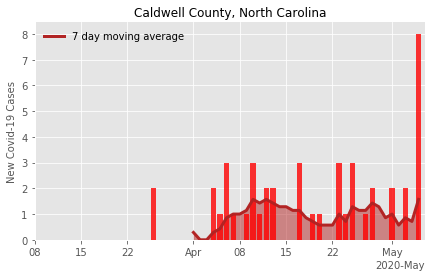 Caldwell County, North Carolina
7 day moving average
New Covid-19 Cases
8
7
6
5
4
3
2
1
0
08 15 22 Apr 08 15 22 May
2020-May